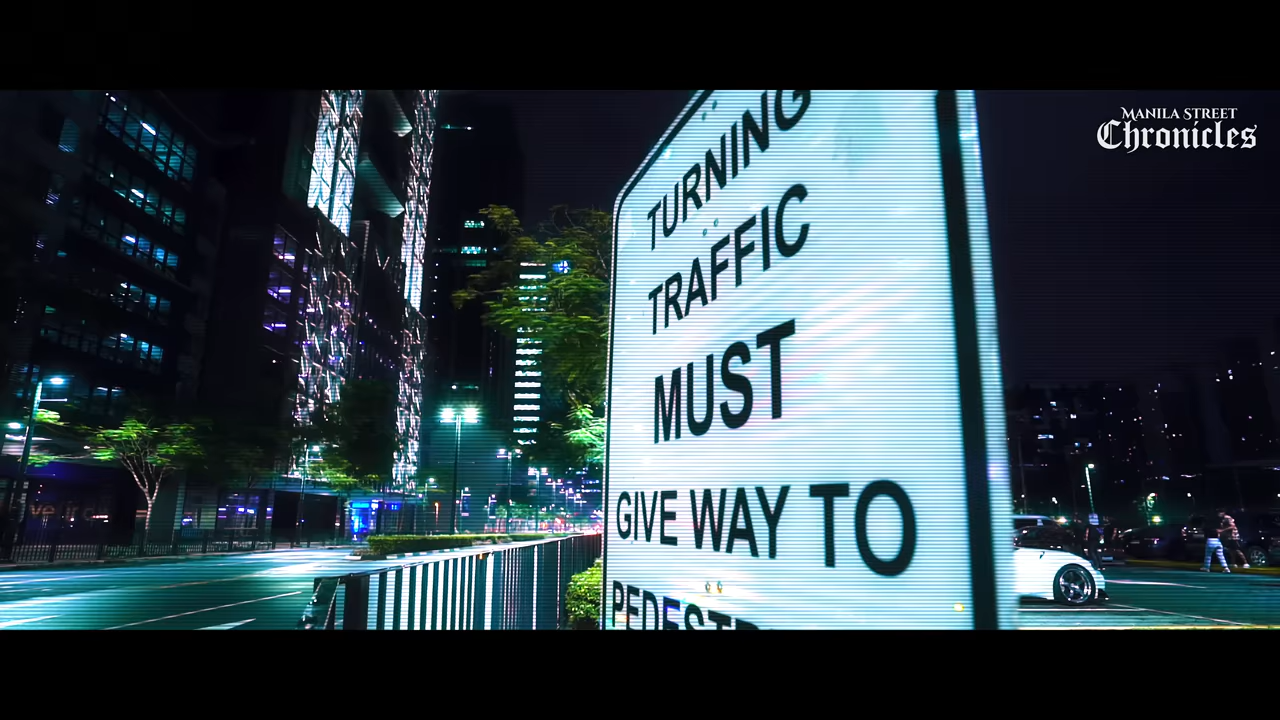 MANILA STREET
Chronicles
TURNING
TRAFFIC
MUST
GIVE WAY TO